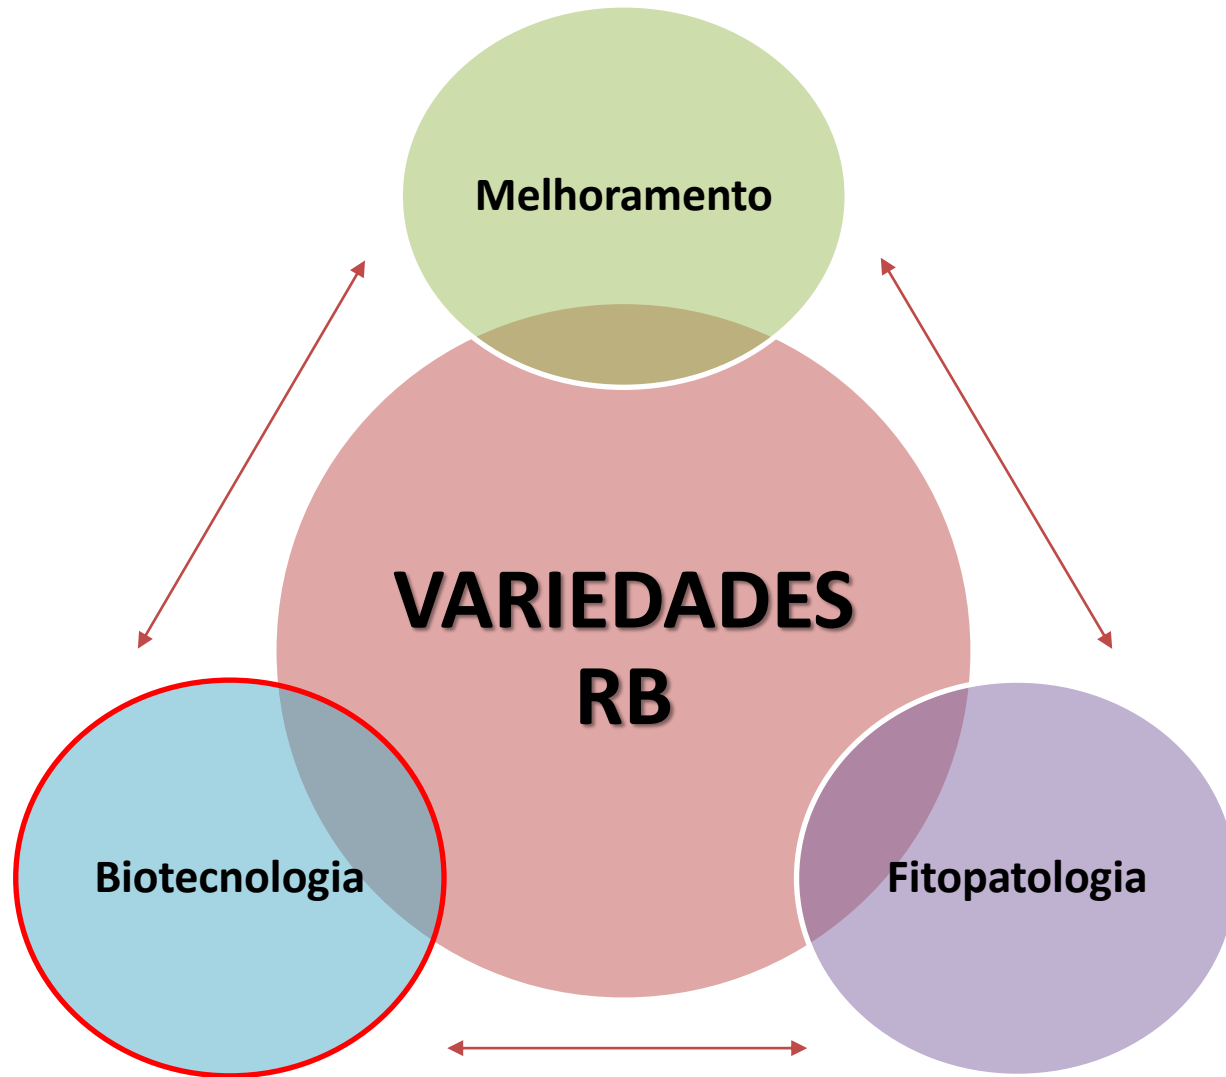 Melhoramento
VARIEDADES
RB
Biotecnologia
Fitopatologia